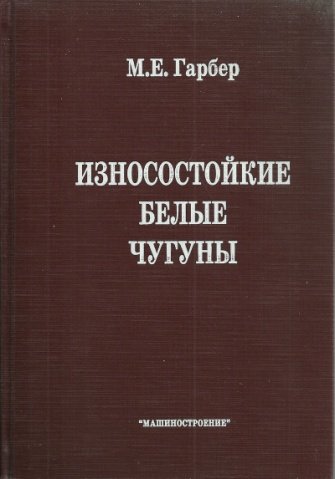 М.Е. Гарбер
ИЗНОСОСТОЙКИЕ
БЕЛЫЕ
ЧУГУНЫ
"МАШИНОСТРОЕНИЕ"